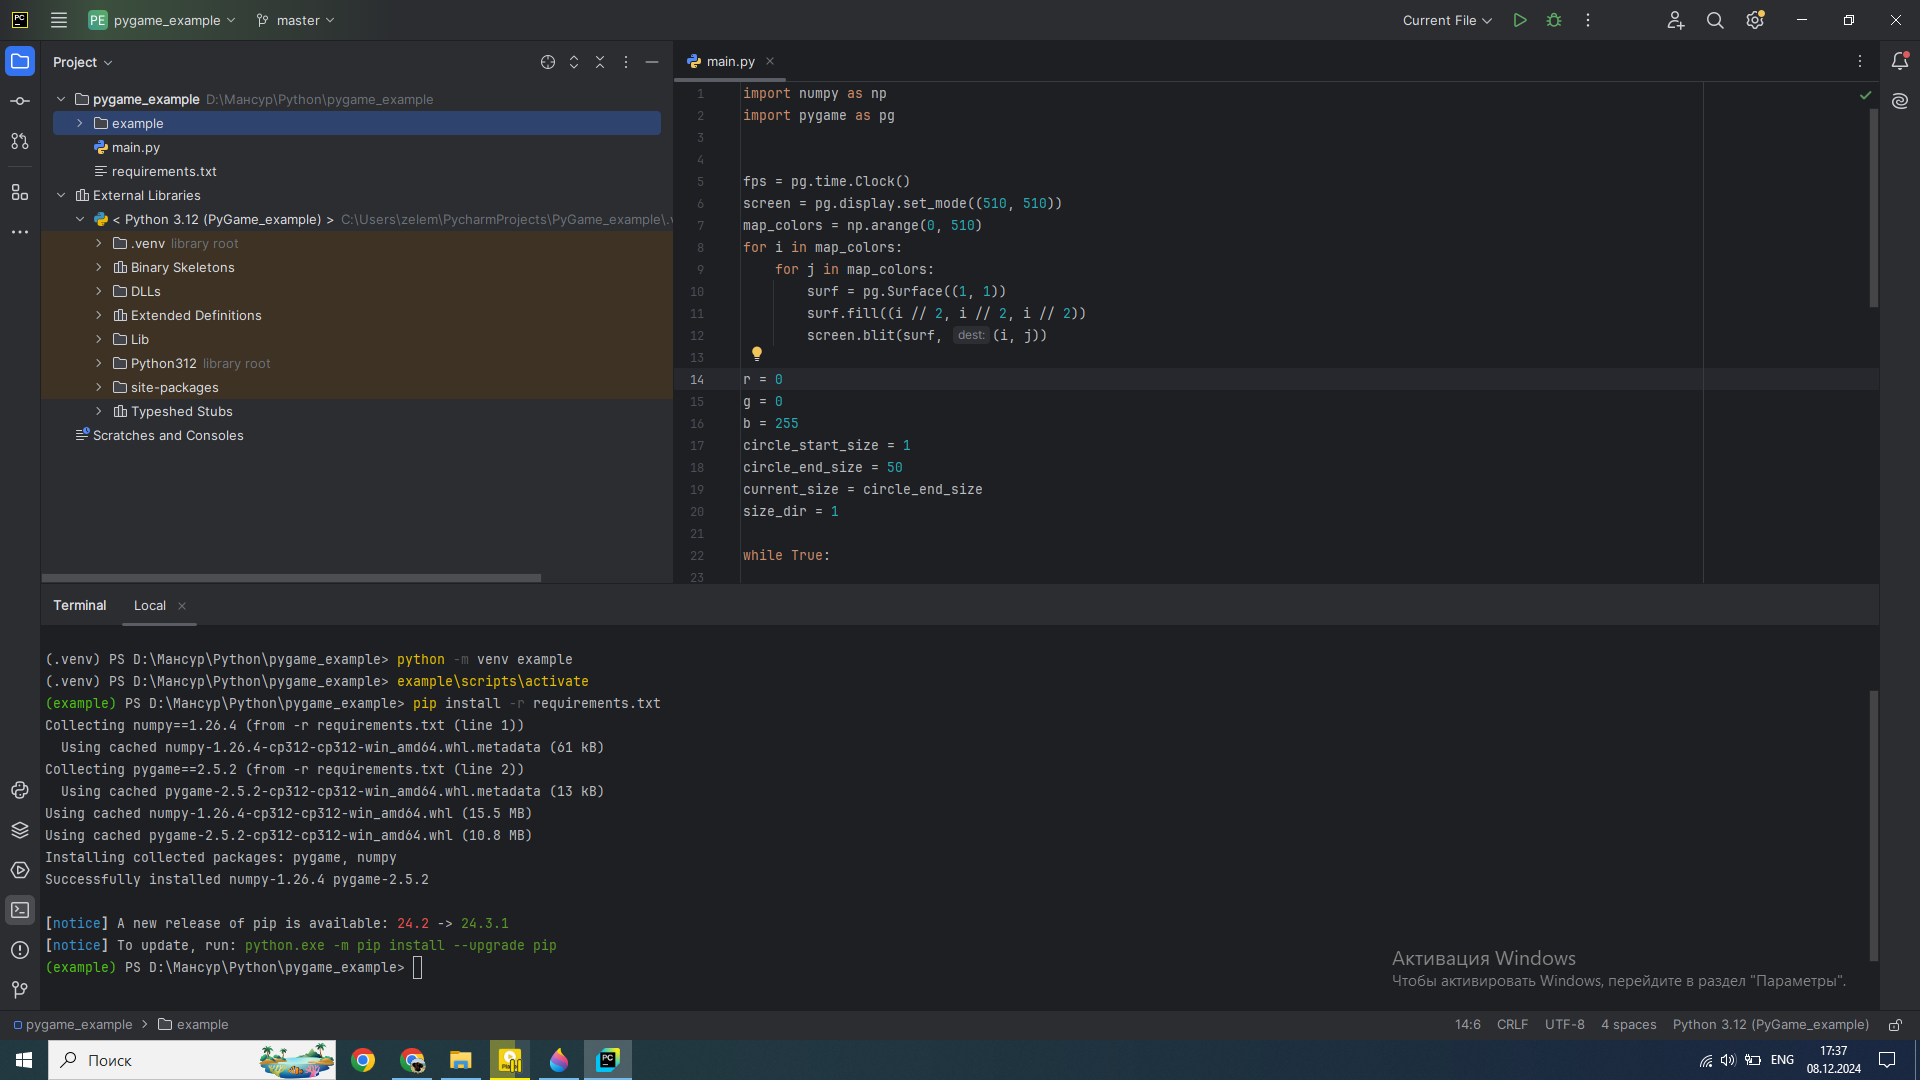 PE pygame_example master Current File
Project
main.py
pygame_example D:\Мансур\Python\pygame_example
example
main.py
requirements.txt
External Libraries
< Python 3.12 (PyGame_example) > C:\Users\zelem\PycharmProjects\PyGame_example\.v
.venv library root
Binary Skeletons
DLLs
Extended Definitions
Lib
Python312 library root
site-packages
Typeshed Stubs
Scratches and Consoles
1 import numpy as np
2 import pygame as pg
3
4
5 fps = pg.time.Clock()
6 screen = pg.display.set_mode((510, 510))
7 map_colors = np.arange(0, 510)
8 for i in map_colors:
9 for j in map_colors:
10 surf = pg.Surface((1, 1))
11 surf.fill((i // 2, i // 2, i // 2))
12 screen.blit(surf, dest: (i, j))
13
14 r = 0
15 g = 0
16 b = 255
17 circle_start_size = 1
18 circle_end_size = 50
19 current_size = circle_end_size
20 size_dir = 1
21
22 while True:
23
Terminal Local
(.venv) PS D:\Мансур\Python\pygame_example> python -m venv example
(.venv) PS D:\Мансур\Python\pygame_example> example\scripts\activate
(example) PS D:\Мансур\Python\pygame_example> pip install -r requirements.txt
Collecting numpy==1.26.4 (from -r requirements.txt (line 1))
Using cached numpy-1.26.4-cp312-cp312-win_amd64.whl.metadata (61 kB)
Collecting pygame==2.5.2 (from -r requirements.txt (line 2))
Using cached pygame-2.5.2-cp312-cp312-win_amd64.whl.metadata (13 kB)
Using cached numpy-1.26.4-cp312-cp312-win_amd64.whl (15.5 MB)
Using cached pygame-2.5.2-cp312-cp312-win_amd64.whl (10.8 MB)
Installing collected packages: pygame, numpy
Successfully installed numpy-1.26.4 pygame-2.5.2
[notice] A new release of pip is available: 24.2 -> 24.3.1
[notice] To update, run: python.exe -m pip install --upgrade pip
(example) PS D:\Мансур\Python\pygame_example>
Активация Windows
Чтобы активировать Windows, перейдите в раздел "Параметры".
pygame_example > example 14:6 CRLF UTF-8 4 spaces Python 3.12 (PyGame_example)
Поиск
ENG
17:37
08.12.2024